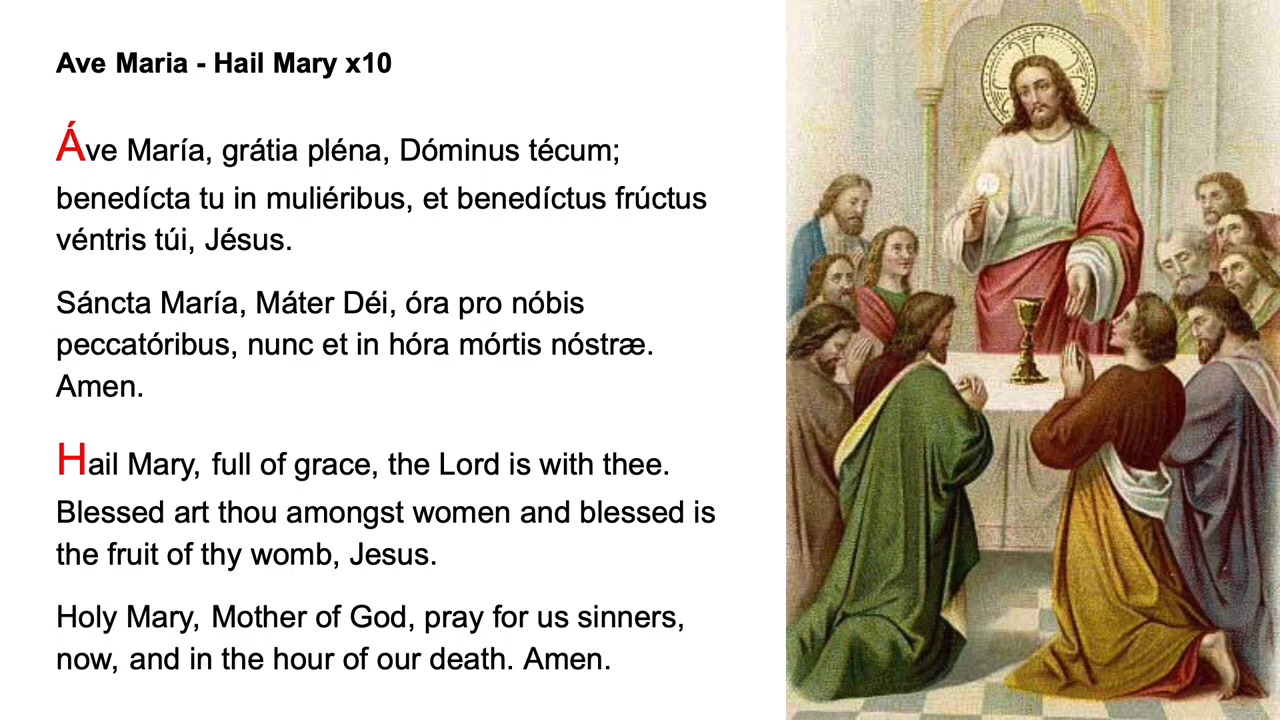 Ave Maria - Hail Mary x10
Áve María, grátia pléna, Dóminus técum;
benedícta tu in muliéribus, et benedíctus frúctus
véntris túi, Jésus.
Sáncta María, Máter Déi, óra pro nóbis
peccatóribus, nunc et in hóra mórtis nóstræ.
Amen.
Hail Mary, full of grace, the Lord is with thee.
Blessed art thou amongst women and blessed is
the fruit of thy womb, Jesus.
Holy Mary, Mother of God, pray for us sinners,
now, and in the hour of our death. Amen.